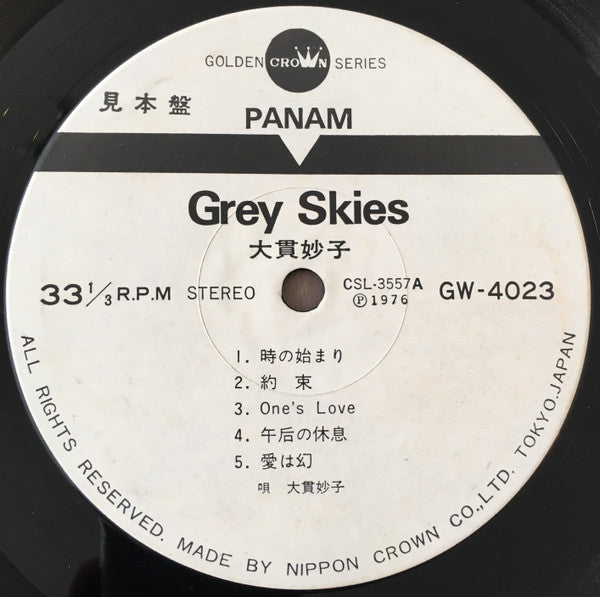 GOLDEN CROWN SERIES
見本盤
PANAM
Grey Skies
大貫妙子
33 1/3 R.P.M STEREO
CSL-3557A
Ⓟ1976
GW-4023
1. 時の始まり
2. 約 束
3. One's Love
4. 午后の休息
5. 愛は幻
唄 大貫妙子
ALL RIGHTS RESERVED. MADE BY NIPPON CROWN CO.,LTD. TOKYO.JAPAN